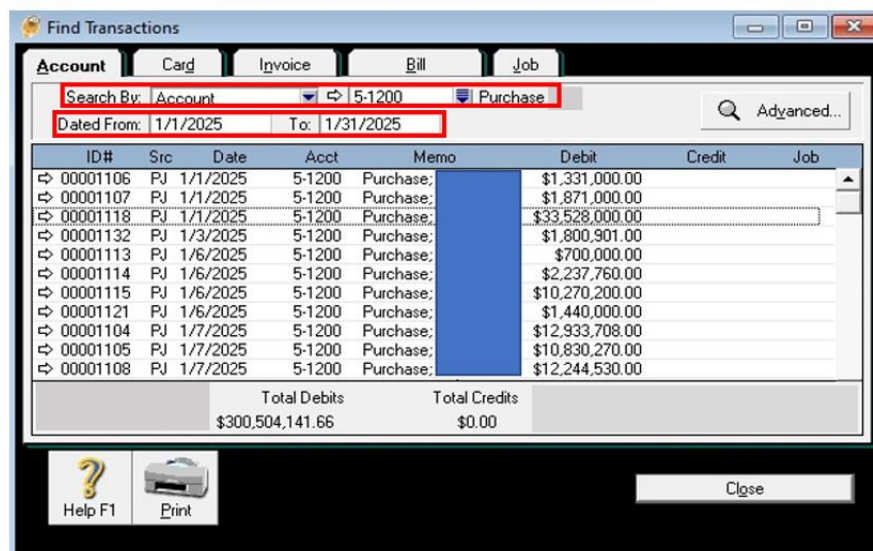 Find Transactions
Account Card Invoice Bill Job
Search By: Account 5-1200 Purchase
Advanced...
Dated From: 1/1/2025 To: 1/31/2025
ID# Src Date Acct Memo Debit Credit Job
00001106 PJ 1/1/2025 5-1200 Purchase; $1,331,000.00
00001107 PJ 1/1/2025 5-1200 Purchase; $1,871,000.00
00001118 PJ 1/1/2025 5-1200 Purchase; $33,528,000.00
00001132 PJ 1/3/2025 5-1200 Purchase; $1,800,901.00
00001113 PJ 1/6/2025 5-1200 Purchase; $700,000.00
00001114 PJ 1/6/2025 5-1200 Purchase; $2,237,760.00
00001115 PJ 1/6/2025 5-1200 Purchase; $10,270,200.00
00001121 PJ 1/6/2025 5-1200 Purchase; $1,440,000.00
00001104 PJ 1/7/2025 5-1200 Purchase; $12,933,708.00
00001105 PJ 1/7/2025 5-1200 Purchase; $10,830,270.00
00001108 PJ 1/7/2025 5-1200 Purchase; $12,244,530.00
Total Debits Total Credits
$300,504,141.66 $0.00
Help F1 Print Close